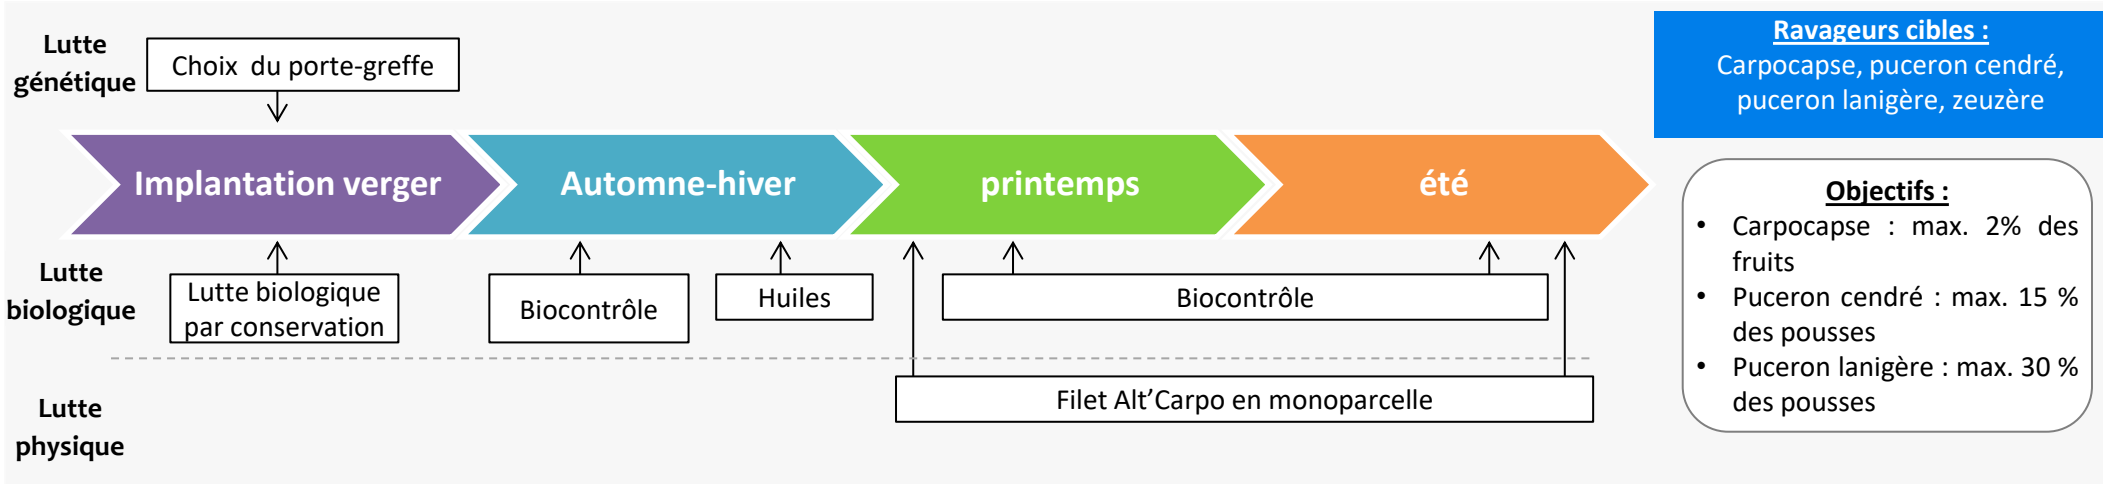 Lutte
génétique
Choix du porte-greffe
Implantation verger
Automne-hiver
printemps
été
Lutte
biologique
Lutte biologique
par conservation
Biocontrôle
Huiles
Biocontrôle
Lutte
physique
Filet Alt’Carpo en monoparcelle
Ravageurs cibles :
Carpocapse, puceron cendré,
puceron lanigère, zeuzère
Objectifs :
• Carpocapse : max. 2% des
fruits
• Puceron cendré : max. 15 %
des pousses
• Puceron lanigère : max. 30 %
des pousses